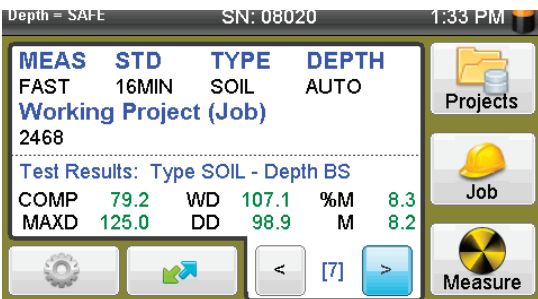 Depth = SAFE SN: 08020 1:33 PM
MEAS STD TYPE DEPTH
FAST 16MIN SOIL AUTO
Working Project (Job)
2468
Test Results: Type SOIL - Depth BS
COMP 79.2 WD 107.1 %M 8.3
MAXD 125.0 DD 98.9 M 8.2
< [7] >
Projects
Job
Measure